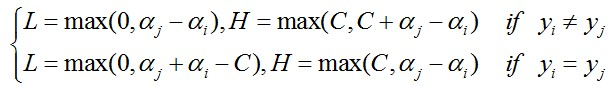 L = max(0, α_j − α_i), H = max(C, C + α_j − α_i)   if   y_i ≠ y_j
L = max(0, α_j + α_i − C), H = max(C, α_j − α_i)   if   y_i = y_j